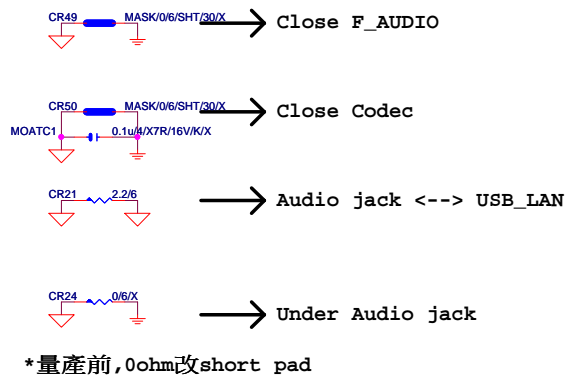 CR49 MASK/0/6/SHT/30/X Close F_AUDIO
CR50 MASK/0/6/SHT/30/X Close Codec
MOATC1 0.1u/4/X7R/16V/K/X
CR21 2.2/6 Audio jack <--> USB_LAN
CR24 0/6/X Under Audio jack
*量產前,0ohm改short pad